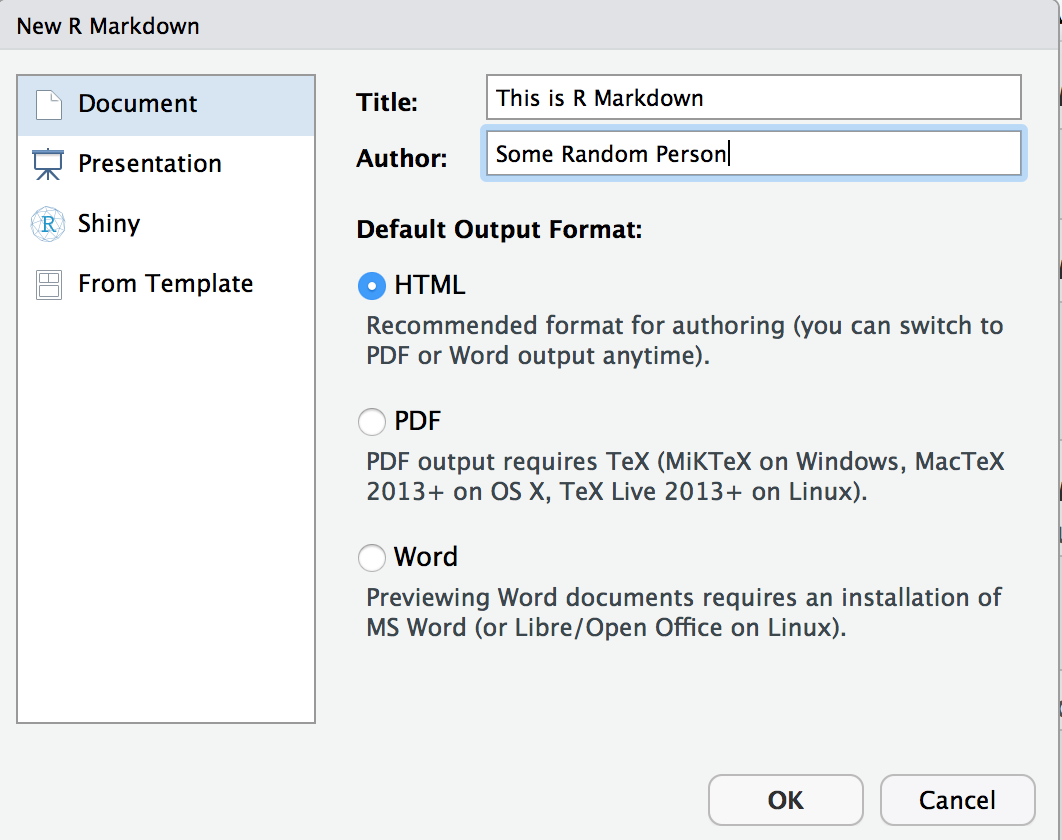 New R Markdown
Document
Presentation
R
Shiny
From Template
Title:
This is R Markdown
Author:
Some Random Person
Default Output Format:
HTML
Recommended format for authoring (you can switch to
PDF or Word output anytime).
PDF
PDF output requires TeX (MiKTeX on Windows, MacTeX
2013+ on OS X, TeX Live 2013+ on Linux).
Word
Previewing Word documents requires an installation of
MS Word (or Libre/Open Office on Linux).
OK
Cancel